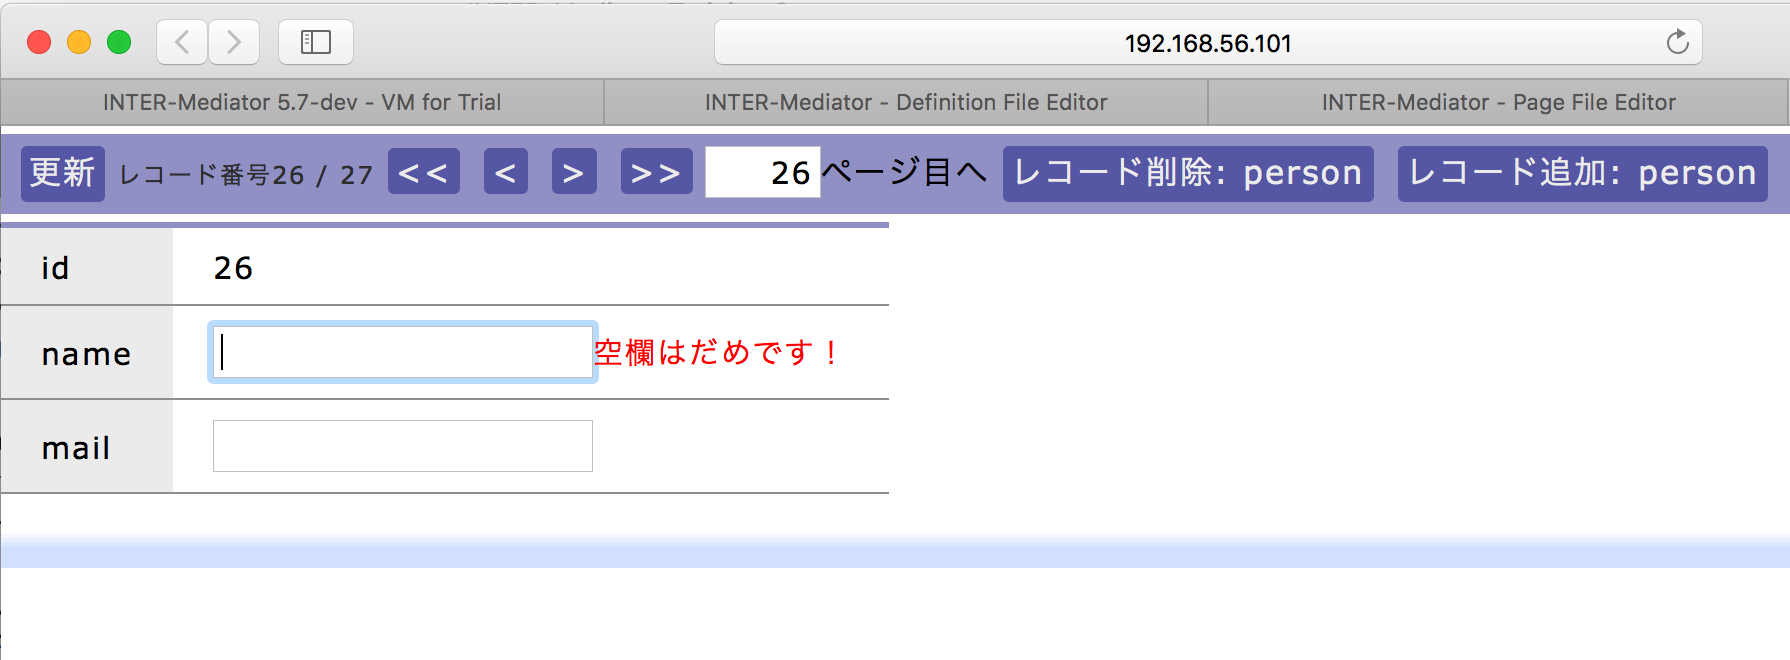 192.168.56.101
INTER-Mediator 5.7-dev - VM for Trial
INTER-Mediator - Definition File Editor
INTER-Mediator - Page File Editor
更新 レコード番号26 / 27 << < > >> 26 ページ目へ レコード削除: person レコード追加: person
id 26
name 空欄はだめです！
mail